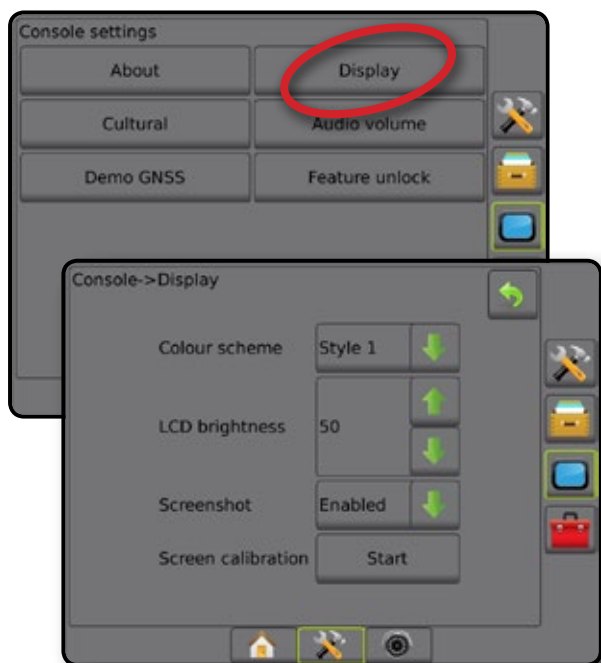 Console settings
About Display
Cultural Audio volume
Demo GNSS Feature unlock
Console->Display
Colour scheme Style 1
LCD brightness 50
Screenshot Enabled
Screen calibration Start